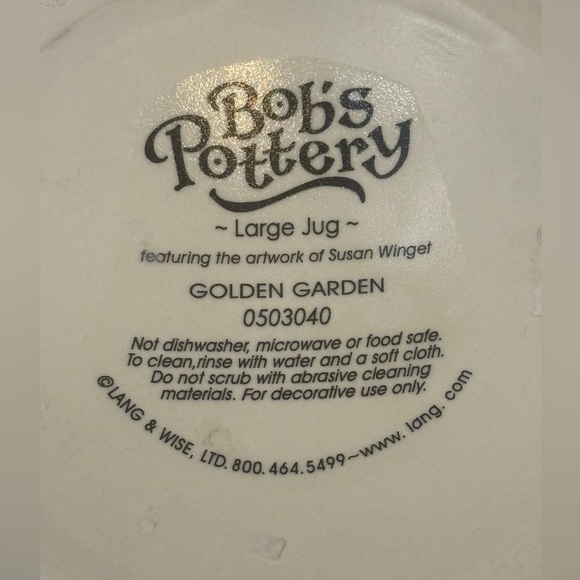 Bob's
Pottery
~ Large Jug ~
featuring the artwork of Susan Winget
GOLDEN GARDEN
0503040
Not dishwasher, microwave or food safe.
To clean,rinse with water and a soft cloth.
Do not scrub with abrasive cleaning
materials. For decorative use only.
©LANG & WISE, LTD. 800.464.5499~www. lang. com